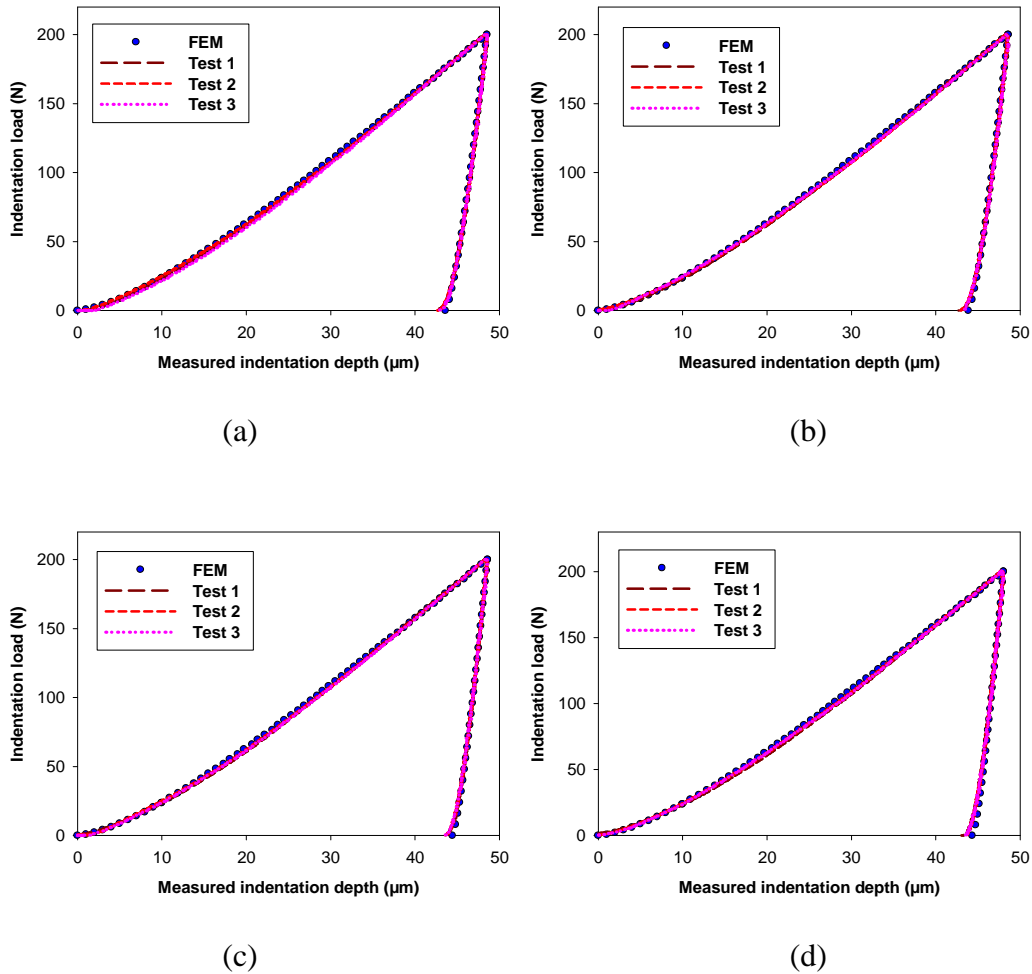 200
150
100
50
0
Indentation load (N)
FEM
Test 1
Test 2
Test 3
0 10 20 30 40 50
Measured indentation depth (µm)
(a)
200
150
100
50
0
Indentation load (N)
FEM
Test 1
Test 2
Test 3
0 10 20 30 40 50
Measured indentation depth (µm)
(b)
200
150
100
50
0
Indentation load (N)
FEM
Test 1
Test 2
Test 3
0 10 20 30 40 50
Measured indentation depth (µm)
(c)
200
150
100
50
0
Indentation load (N)
FEM
Test 1
Test 2
Test 3
0 10 20 30 40 50
Measured indentation depth (µm)
(d)